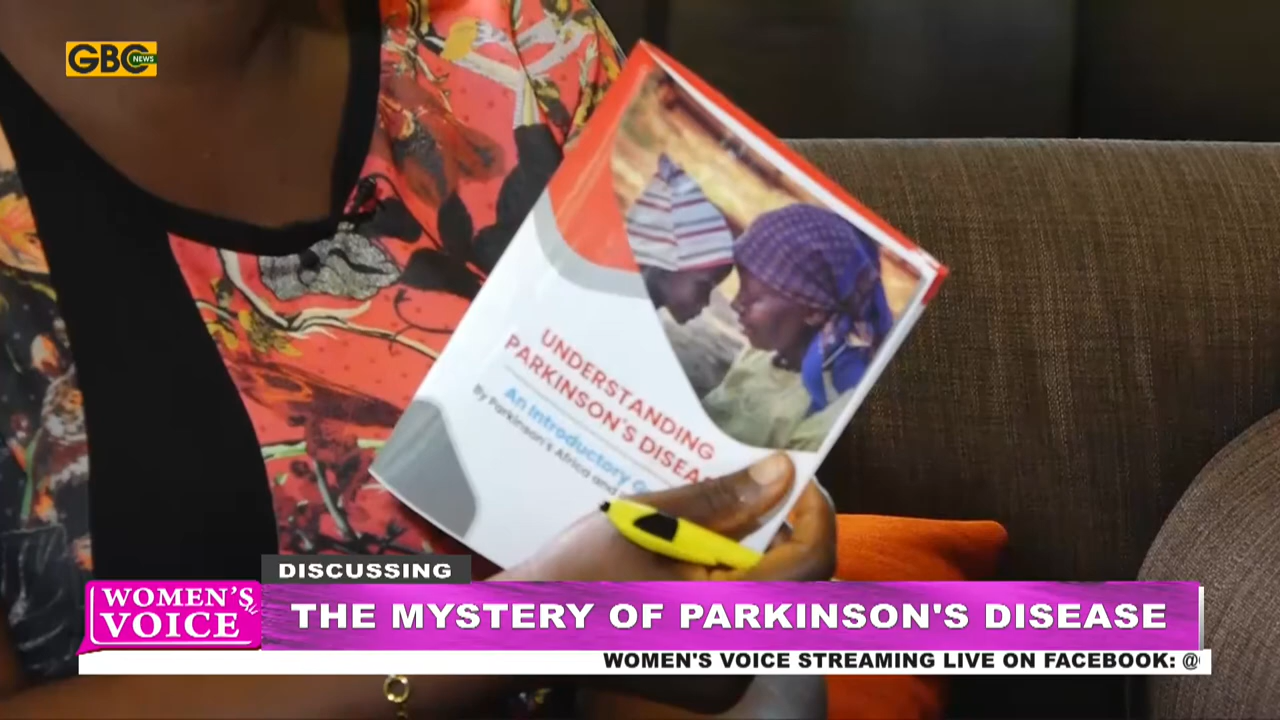 GBC NEWS
UNDERSTANDING
PARKINSON'S
An Introductory
By Parkinson's Africa and
DISCUSSING
WOMEN'S
VOICE
THE MYSTERY OF PARKINSON'S DISEASE
WOMEN'S VOICE STREAMING LIVE ON FACEBOOK: @